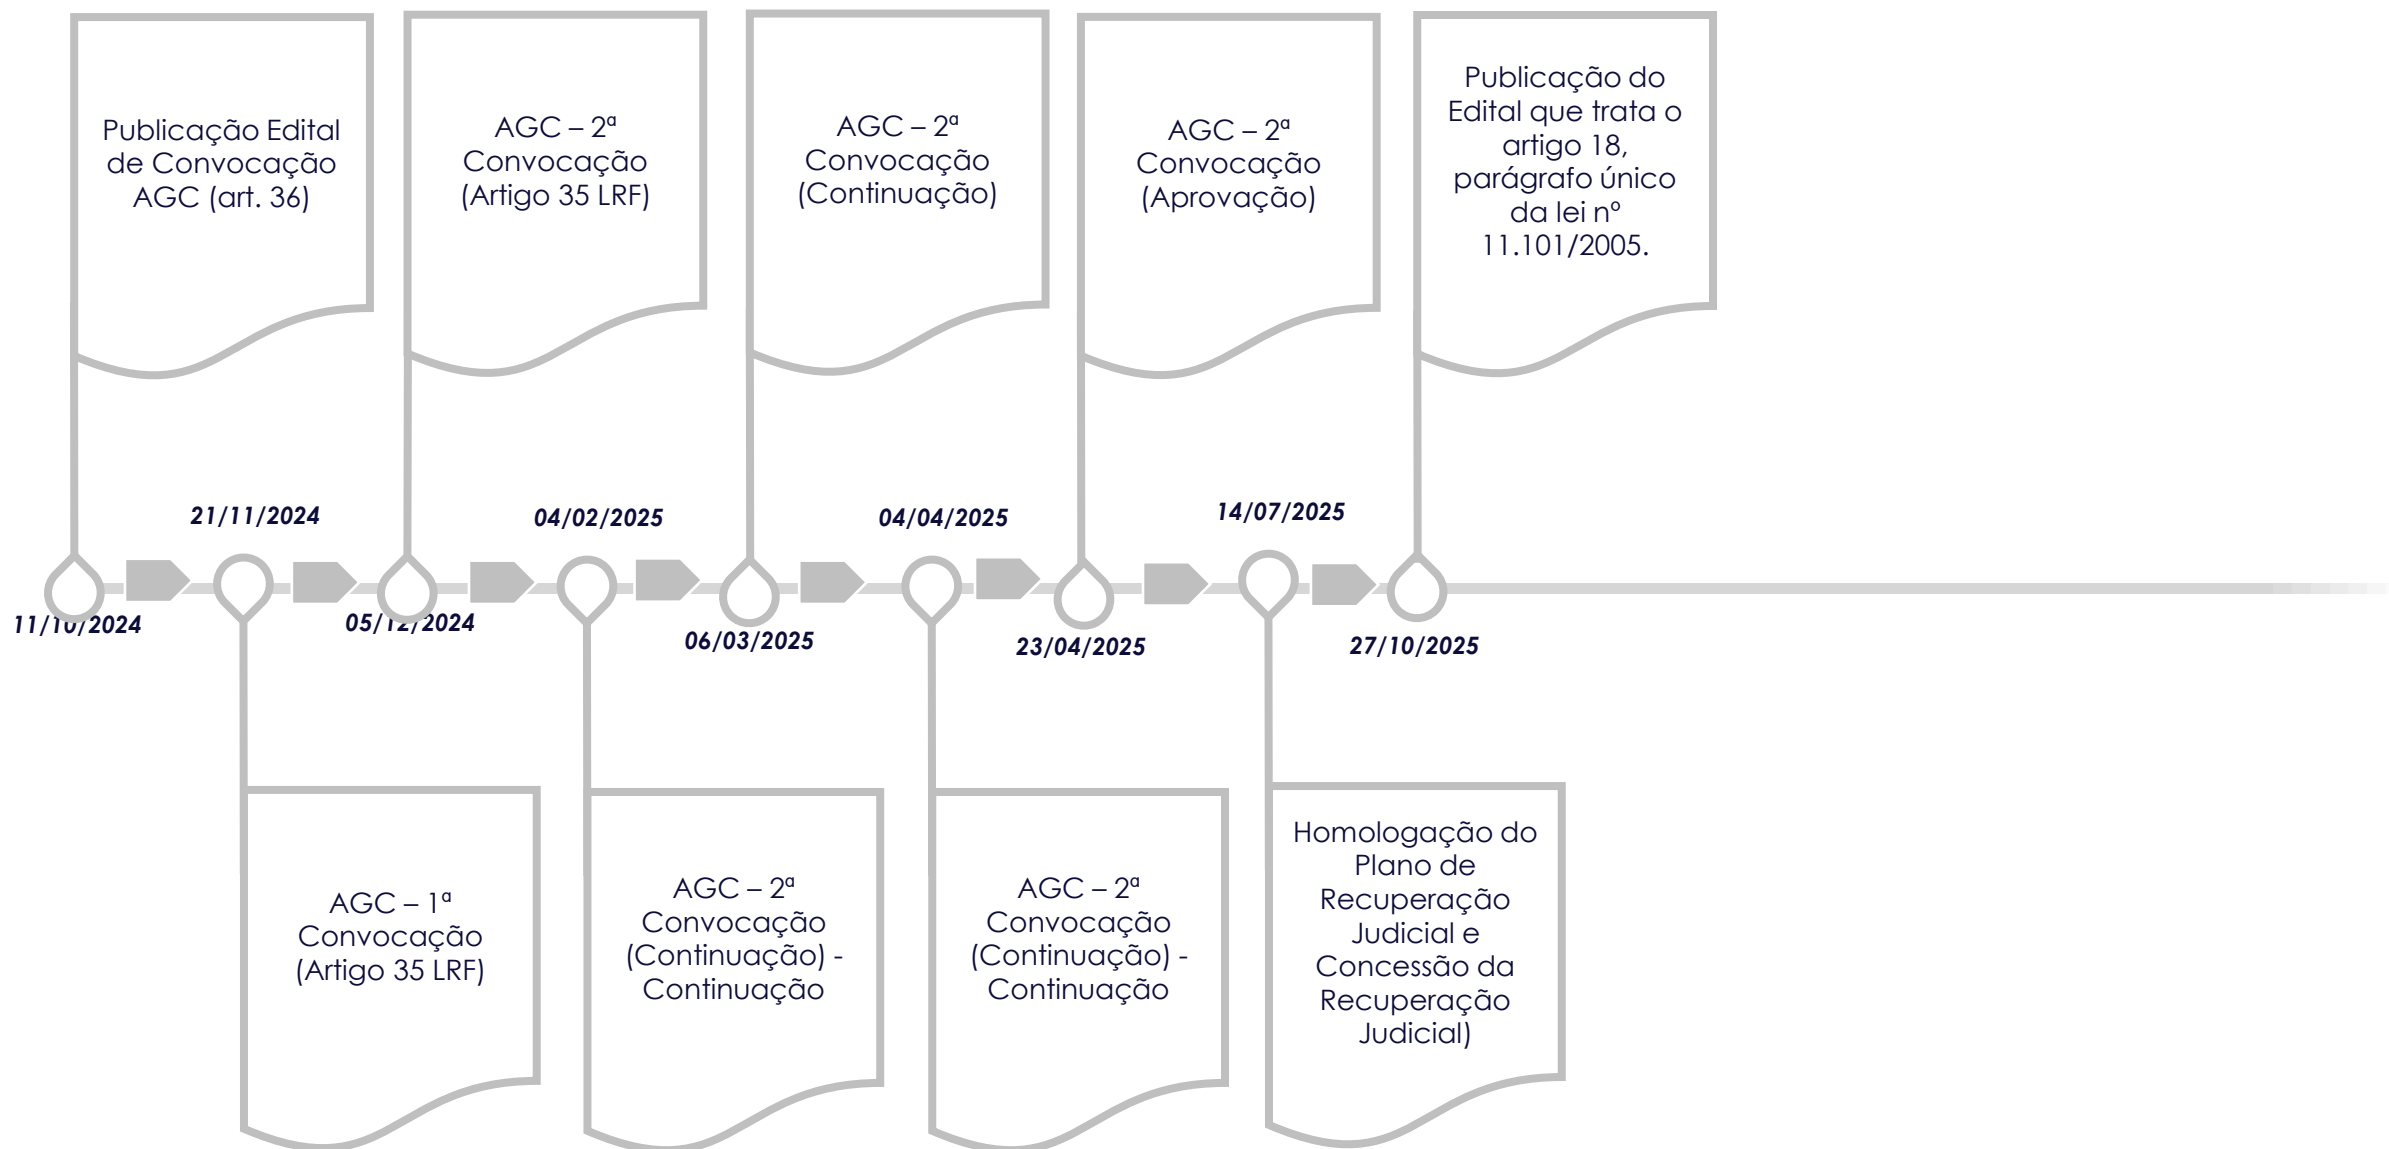 Publicação Edital
de Convocação
AGC (art. 36)
AGC – 2ª
Convocação
(Artigo 35 LRF)
AGC – 2ª
Convocação
(Continuação)
AGC – 2ª
Convocação
(Aprovação)
Publicação do
Edital que trata o
artigo 18,
parágrafo único
da lei nº
11.101/2005.
21/11/2024
04/02/2025
04/04/2025
14/07/2025
11/10/2024
05/12/2024
06/03/2025
23/04/2025
27/10/2025
AGC – 1ª
Convocação
(Artigo 35 LRF)
AGC – 2ª
Convocação
(Continuação) -
Continuação
AGC – 2ª
Convocação
(Continuação) -
Continuação
Homologação do
Plano de
Recuperação
Judicial e
Concessão da
Recuperação
Judicial)